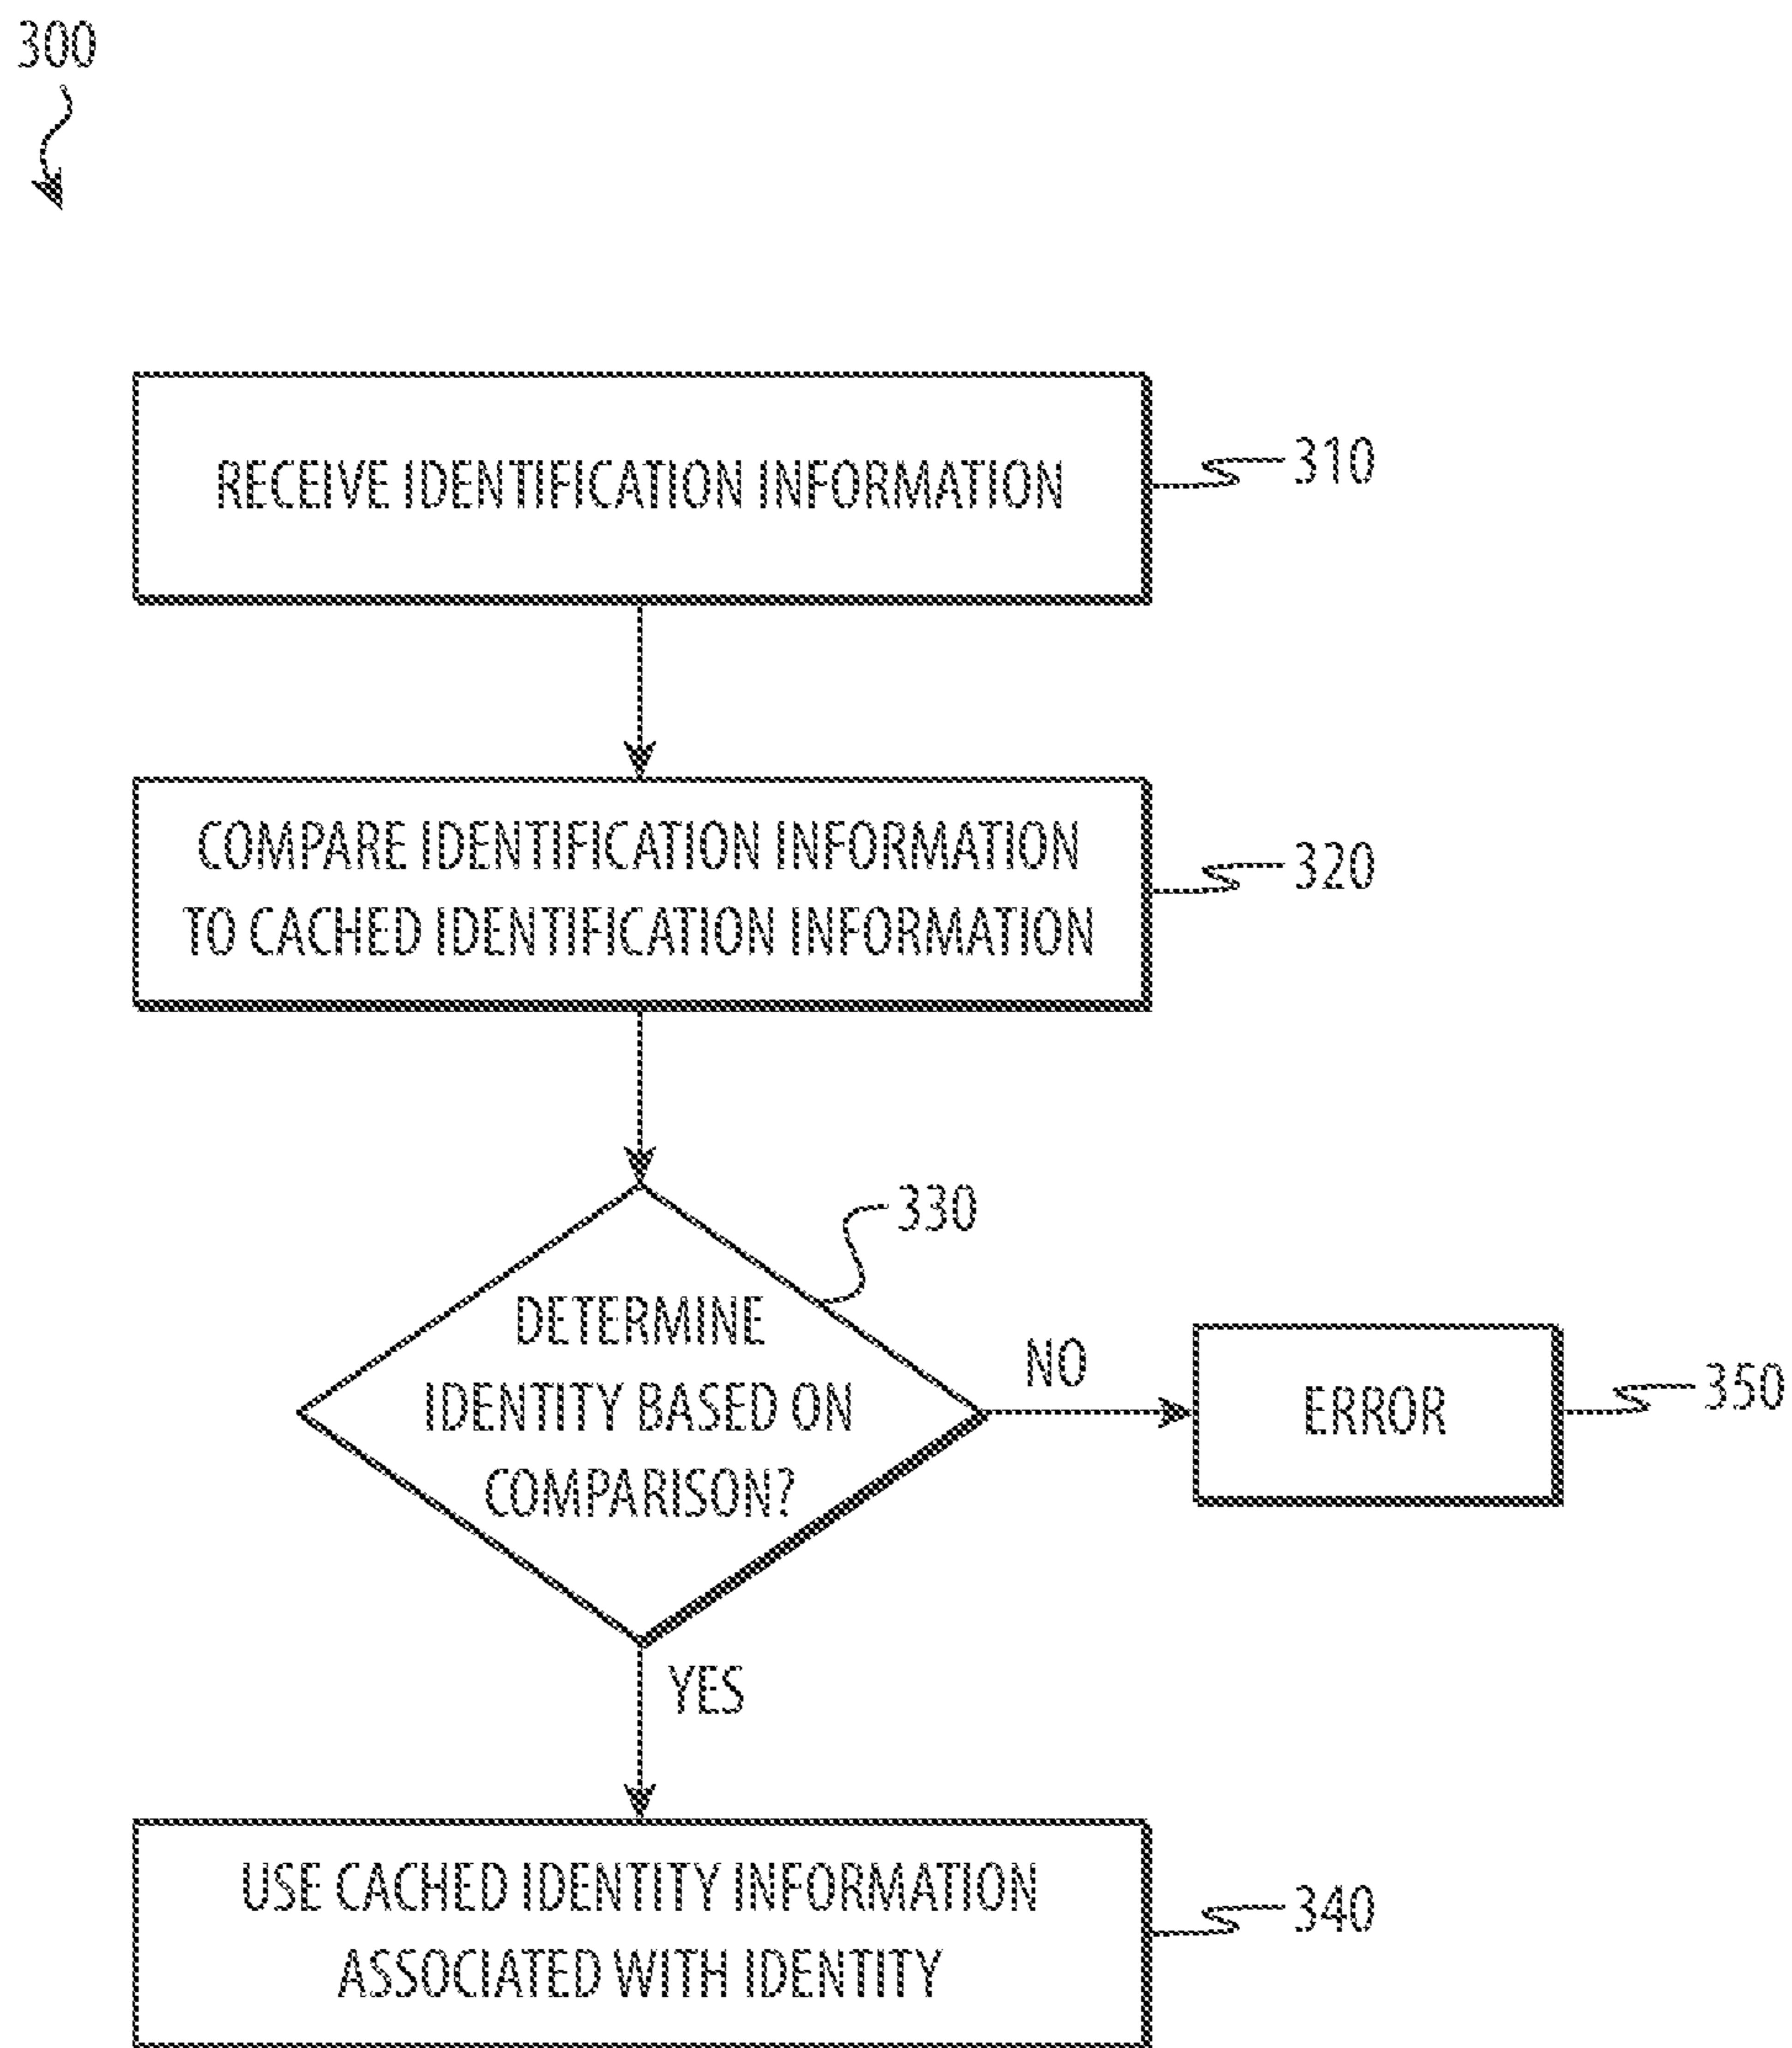 300
RECEIVE IDENTIFICATION INFORMATION
310
COMPARE IDENTIFICATION INFORMATION
TO CACHED IDENTIFICATION INFORMATION
320
330
DETERMINE
IDENTITY BASED ON
COMPARISON?
NO
ERROR
350
YES
USE CACHED IDENTITY INFORMATION
ASSOCIATED WITH IDENTITY
340